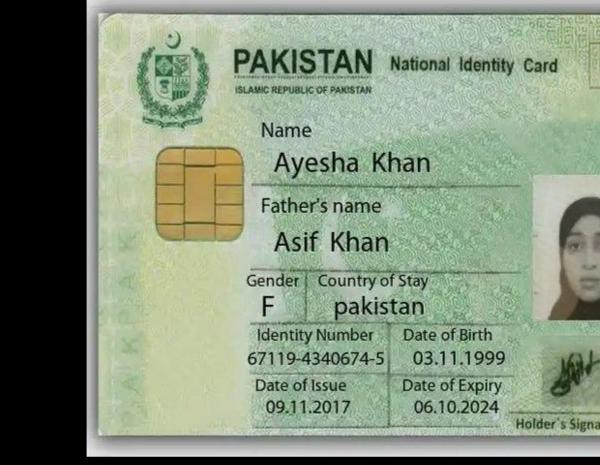 PAKISTAN National Identity Card
ISLAMIC REPUBLIC OF PAKISTAN
Name
Ayesha Khan
Father's name
Asif Khan
Gender Country of Stay
F pakistan
Identity Number Date of Birth
67119-4340674-5 03.11.1999
Date of Issue Date of Expiry
09.11.2017 06.10.2024
Holder's Signa